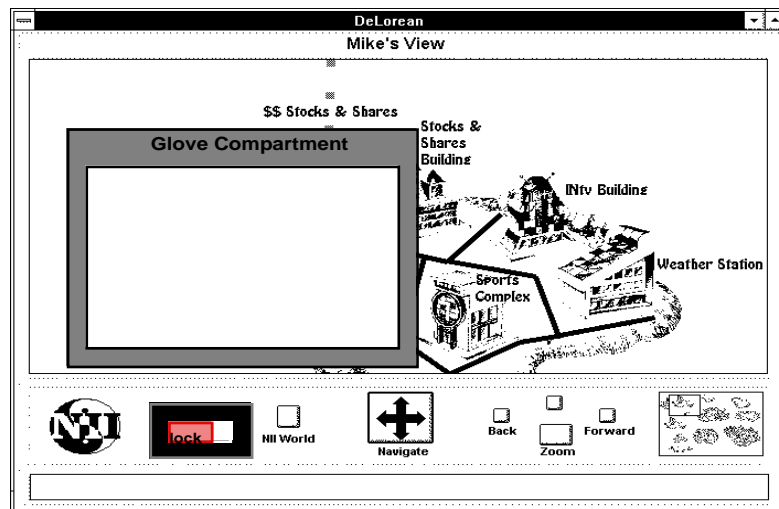 DeLorean
Mike's View
$$ Stocks & Shares
Glove Compartment
Stocks &
Shares
Building
INtv Building
Weather Station
Sports
Complex
NII
lock
NII World
Navigate
Back
Zoom
Forward